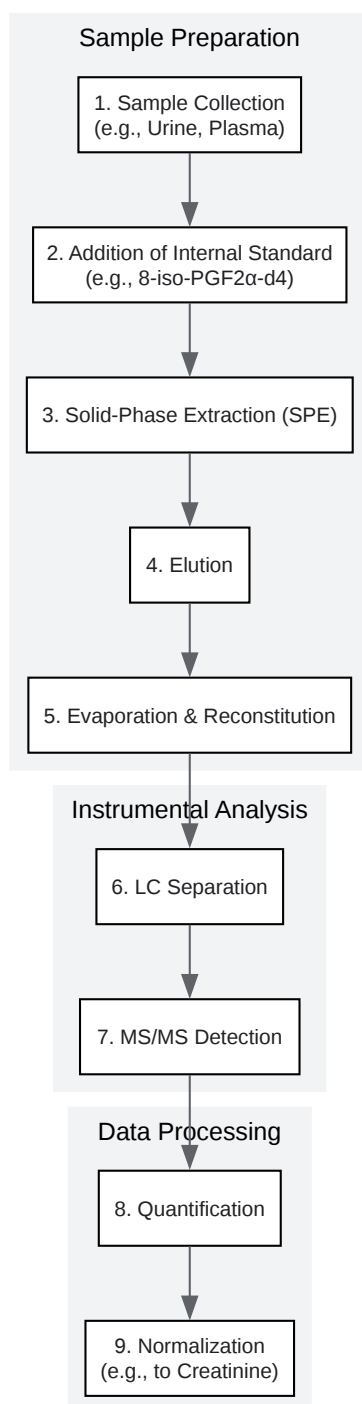 Sample Preparation
1. Sample Collection
(e.g., Urine, Plasma)
2. Addition of Internal Standard
(e.g., 8-iso-PGF2α-d4)
3. Solid-Phase Extraction (SPE)
4. Elution
5. Evaporation & Reconstitution
Instrumental Analysis
6. LC Separation
7. MS/MS Detection
Data Processing
8. Quantification
9. Normalization
(e.g., to Creatinine)